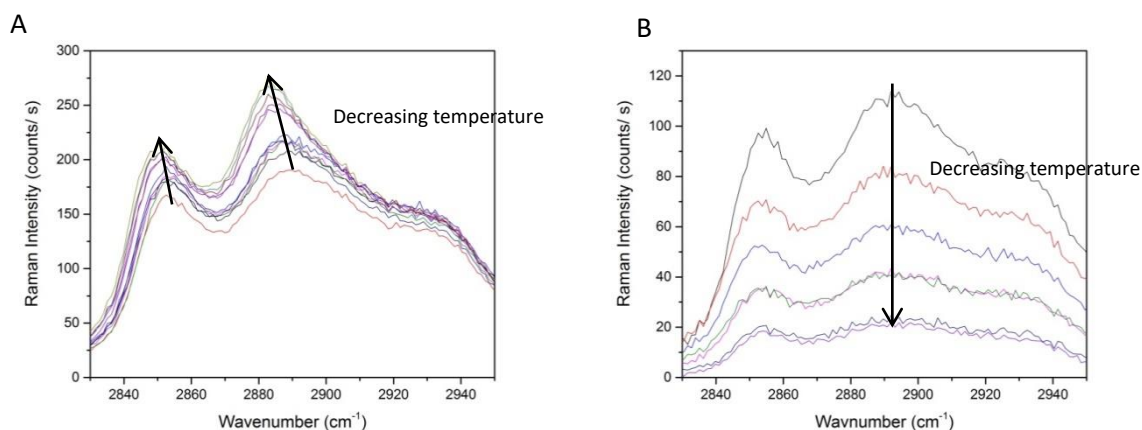 A
300
250
200
150
100
50
0
Raman Intensity (counts/ s)
2840 2860 2880 2900 2920 2940
Wavenumber (cm-1)
Decreasing temperature
B
120
100
80
60
40
20
0
Raman Intensity (counts/ s)
2840 2860 2880 2900 2920 2940
Wavnumber (cm-1)
Decreasing temperature